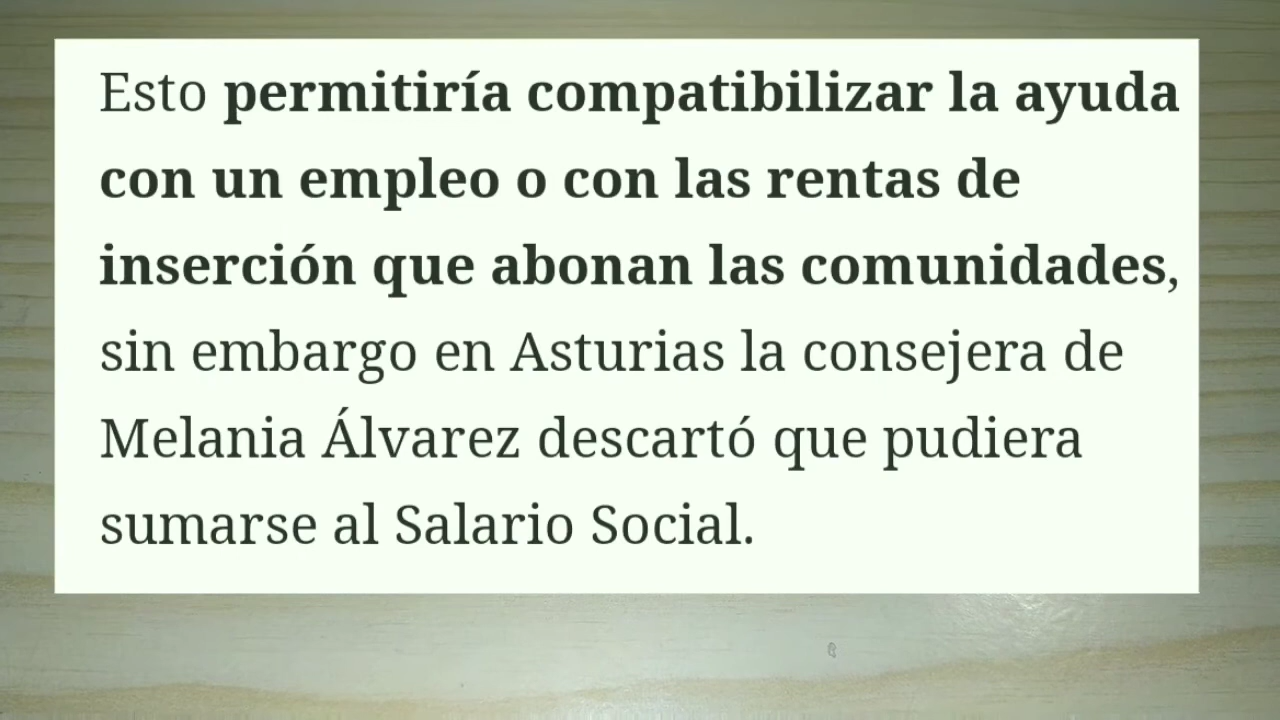 Esto permitiría compatibilizar la ayuda
con un empleo o con las rentas de
inserción que abonan las comunidades,
sin embargo en Asturias la consejera de
Melania Álvarez descartó que pudiera
sumarse al Salario Social.